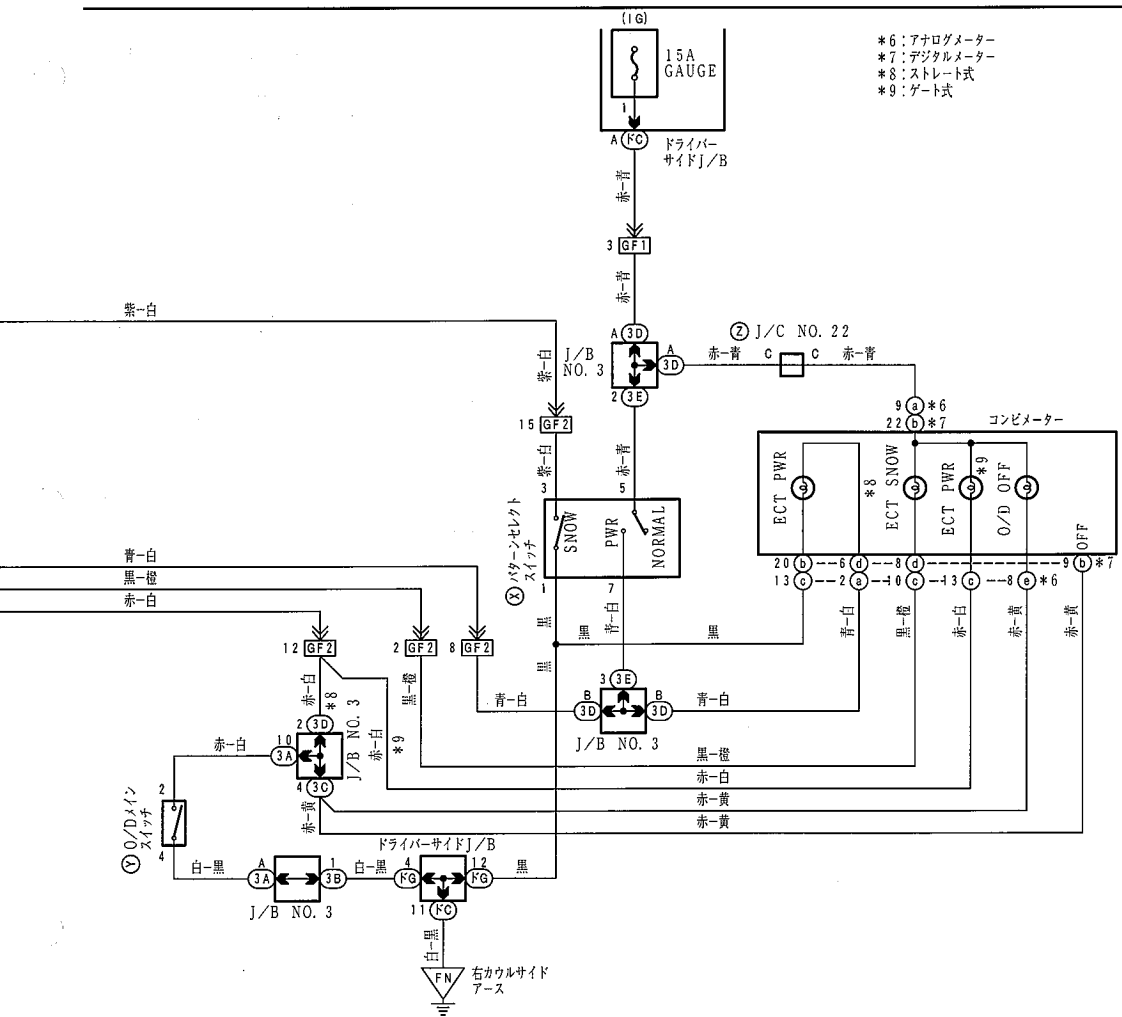 (IG)
15A
GAUGE
1
A ドC
ドライバー
サイドJ/B
*6:アナログメーター
*7:デジタルメーター
*8:ストレート式
*9:ゲート式
赤−青
3 GF1
赤−青
紫−白
A 3D
J/B
NO. 3
A
3D
2 3E
赤−青
Z J/C NO. 22
C C
赤−青
9 a *6
22 b *7
コンビメーター
紫−白
15 GF2
紫−白
赤−青
3 5
SNOW
PWR
NORMAL
X パターンセレクト
スイッチ
1 7
ECT PWR
*8
ECT SNOW
ECT PWR
*9
O/D OFF
OFF
20 b 6 d 8 d 9 b *7
13 c 2 a 10 c 13 c 8 e *6
青−白
黒−橙
赤−白
12 GF2
2 GF2
8 GF2
黒
黒
黒
黒
青−白
青−白
黒−橙
赤−白
赤−黄
赤−黄
赤−白
*8
黒−橙
青−白
3 3E
B
3D
B
3D
青−白
J/B NO. 3
2 3D
J/B NO. 3
赤−白
*9
赤−白
10
3A
4 3C
黒−橙
赤−白
赤−黄
赤−黄
赤−黄
2
Y O/Dメイン
スイッチ
4
白−黒
A
3A
1
3B
J/B NO. 3
白−黒
ドライバーサイドJ/B
4
ドG
12
ドG
黒
11 ドC
白−黒
FN
右カウルサイド
アース